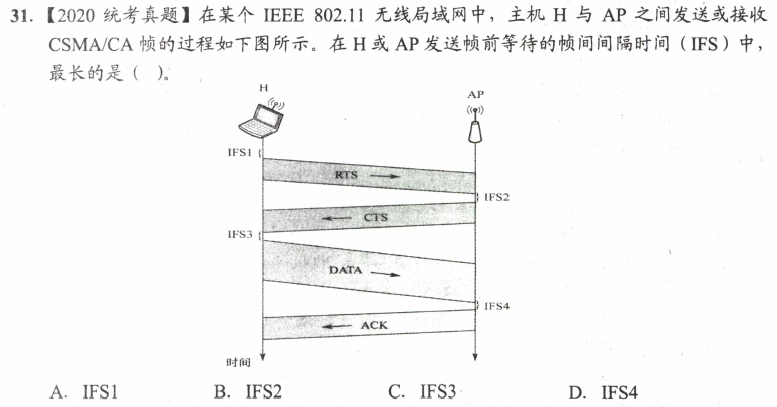 31.【2020 统考真题】在某个 IEEE 802.11 无线局域网中，主机 H 与 AP 之间发送或接收
CSMA/CA 帧的过程如下图所示。在 H 或 AP 发送帧前等待的帧间间隔时间（IFS）中，
最长的是（ ）。
H
AP
IFS1
RTS
IFS2
CTS
IFS3
DATA
IFS4
ACK
时间
A. IFS1 B. IFS2 C. IFS3 D. IFS4